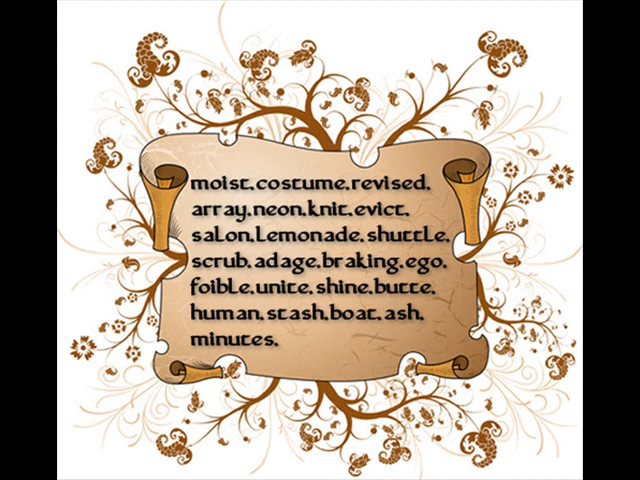 moist.costume.revised.
array.neon.knit.evict.
salon.lemonade.shuttle.
scrub.adage.braking.ego.
foible.unite.shine.butte.
human.stash.boat.ash.
minutes.